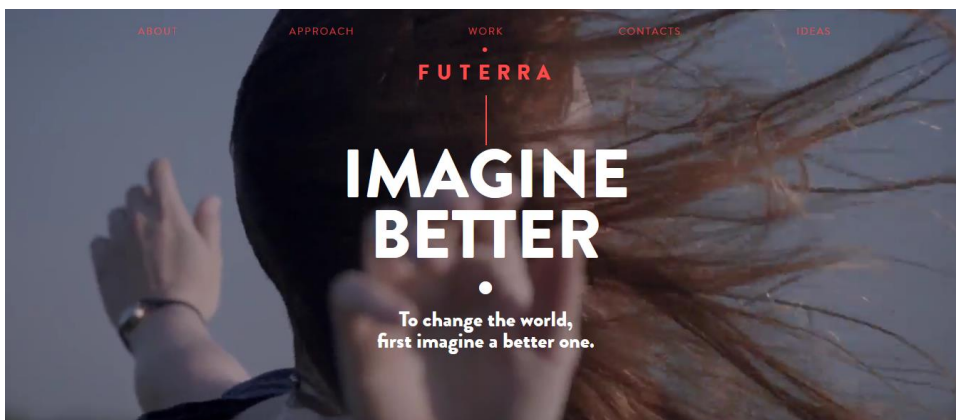 ABOUT APPROACH WORK CONTACTS IDEAS
FUTERRA
IMAGINE
BETTER
To change the world,
first imagine a better one.